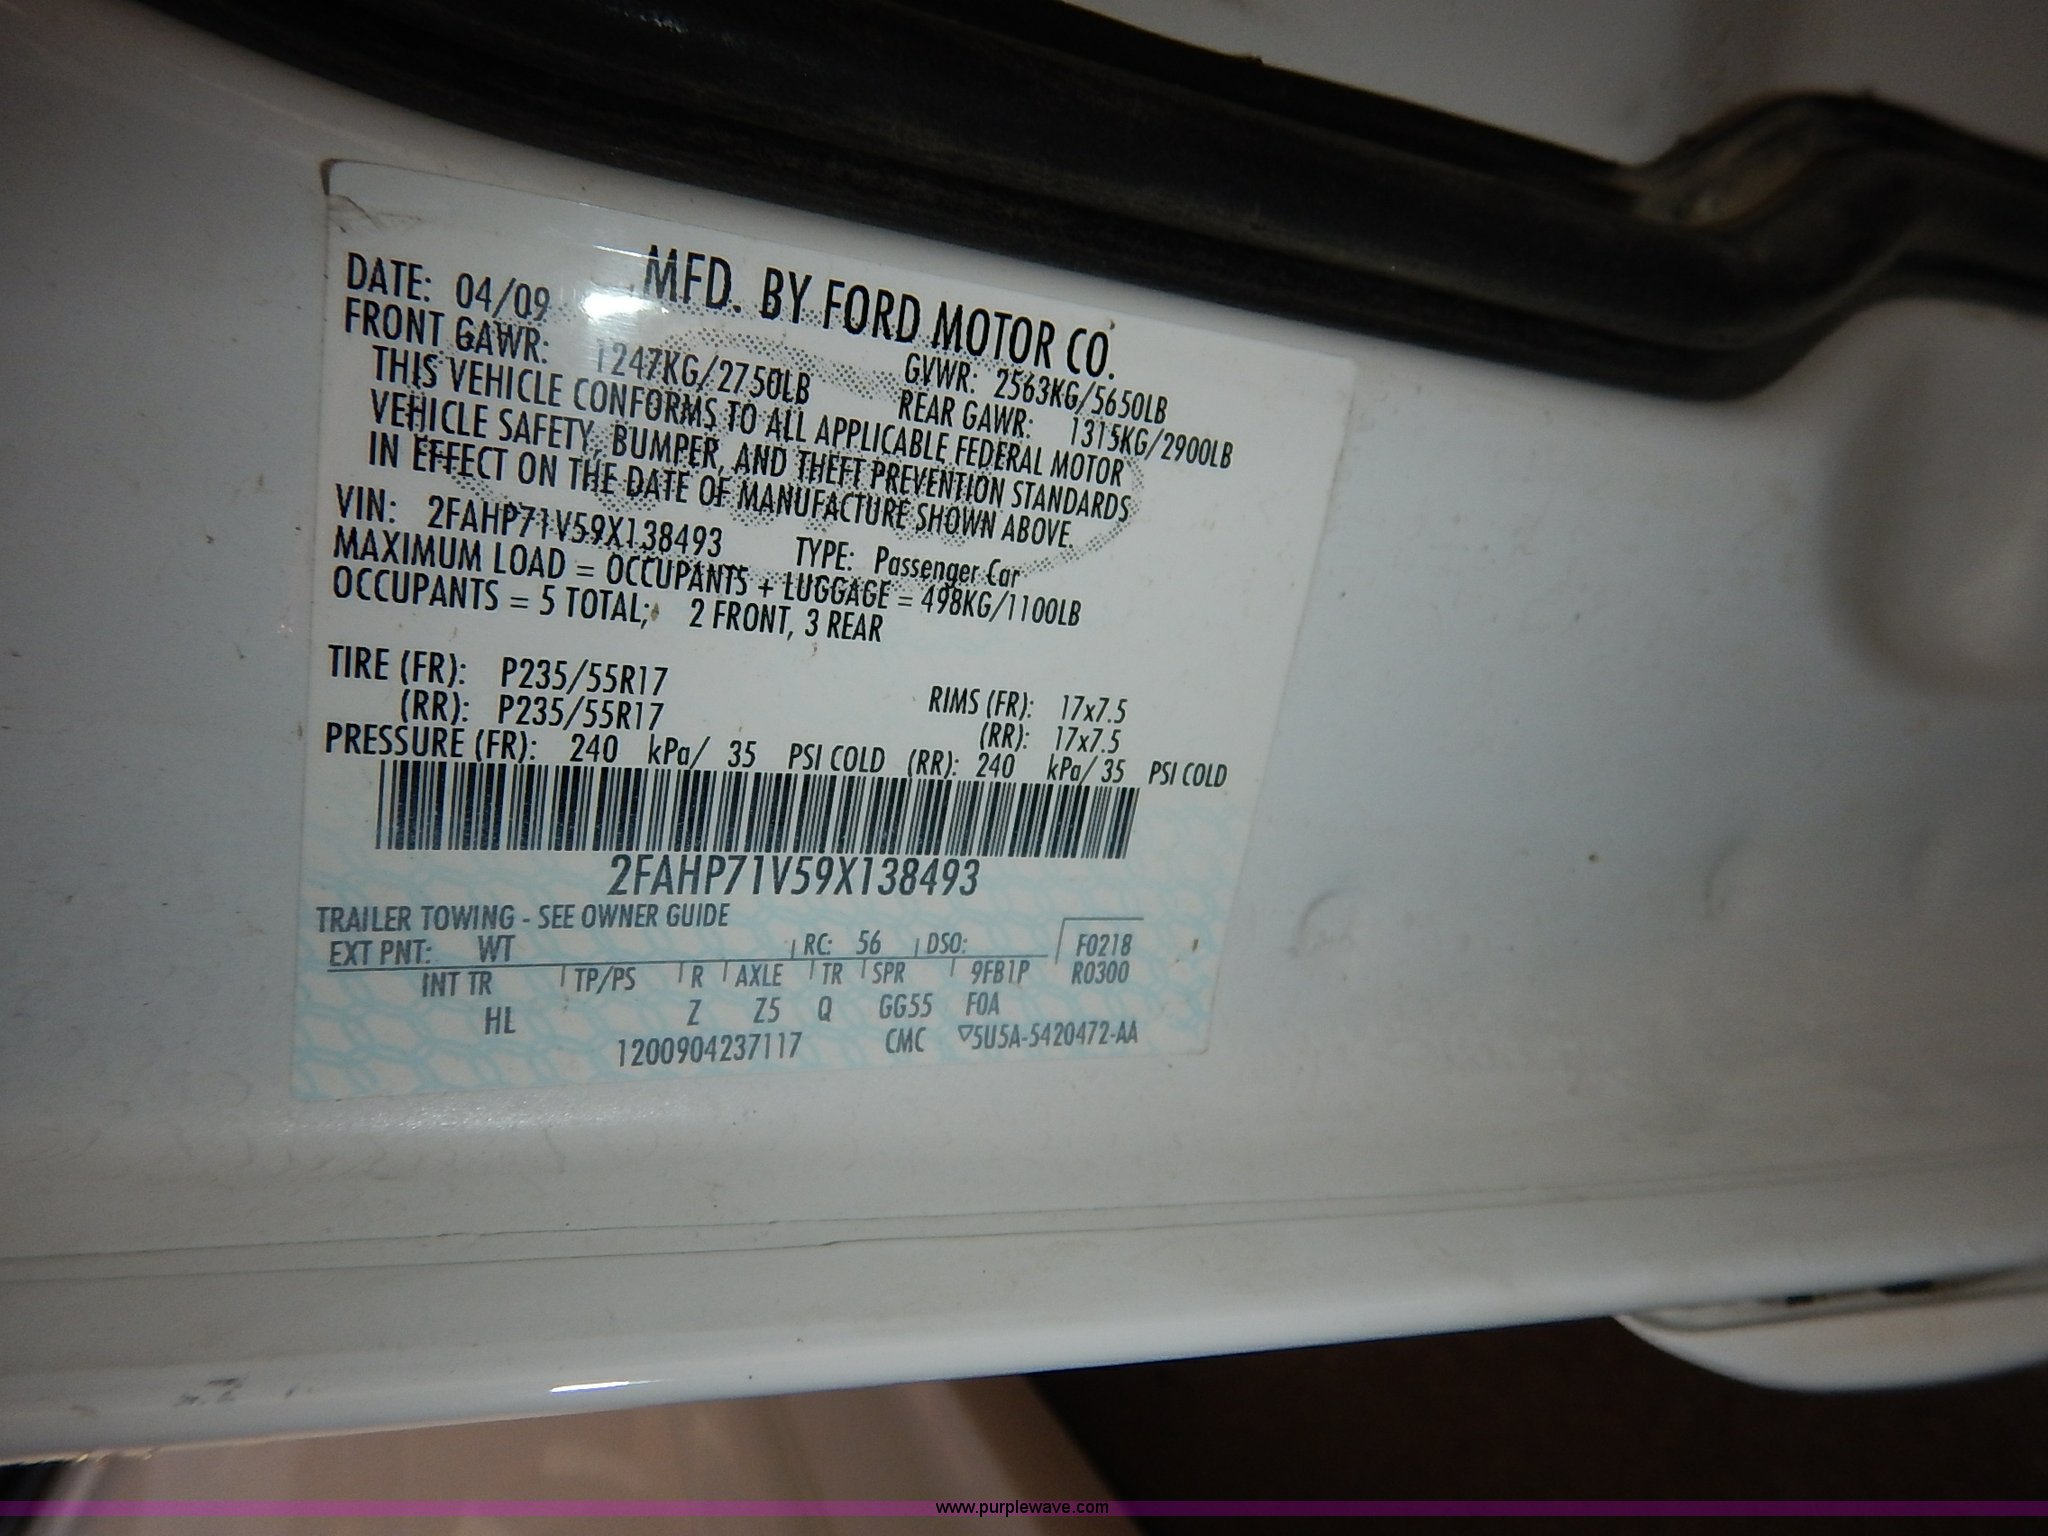 MFD. BY FORD MOTOR CO.
DATE: 04/09 GVWR: 2563KG/5650LB
FRONT GAWR: 1247KG/2750LB REAR GAWR: 1315KG/2900LB
THIS VEHICLE CONFORMS TO ALL APPLICABLE FEDERAL MOTOR
VEHICLE SAFETY, BUMPER, AND THEFT PREVENTION STANDARDS
IN EFFECT ON THE DATE OF MANUFACTURE SHOWN ABOVE.
VIN: 2FAHP71V59X138493 TYPE: Passenger Car
MAXIMUM LOAD = OCCUPANTS + LUGGAGE = 498KG/1100LB
OCCUPANTS = 5 TOTAL; 2 FRONT, 3 REAR
TIRE (FR): P235/55R17 RIMS (FR): 17x7.5
(RR): P235/55R17 (RR): 17x7.5
PRESSURE (FR): 240 kPa/ 35 PSI COLD (RR): 240 kPa/ 35 PSI COLD
2FAHP71V59X138493
TRAILER TOWING - SEE OWNER GUIDE
EXT PNT: WT RC: 56 DSO: F0218
INT TR TP/PS R AXLE TR SPR 9FB1P R0300
HL Z Z5 Q GG55 F0A
1200904237117 CMC ▽5U5A-5420472-AA
www.purplewave.com